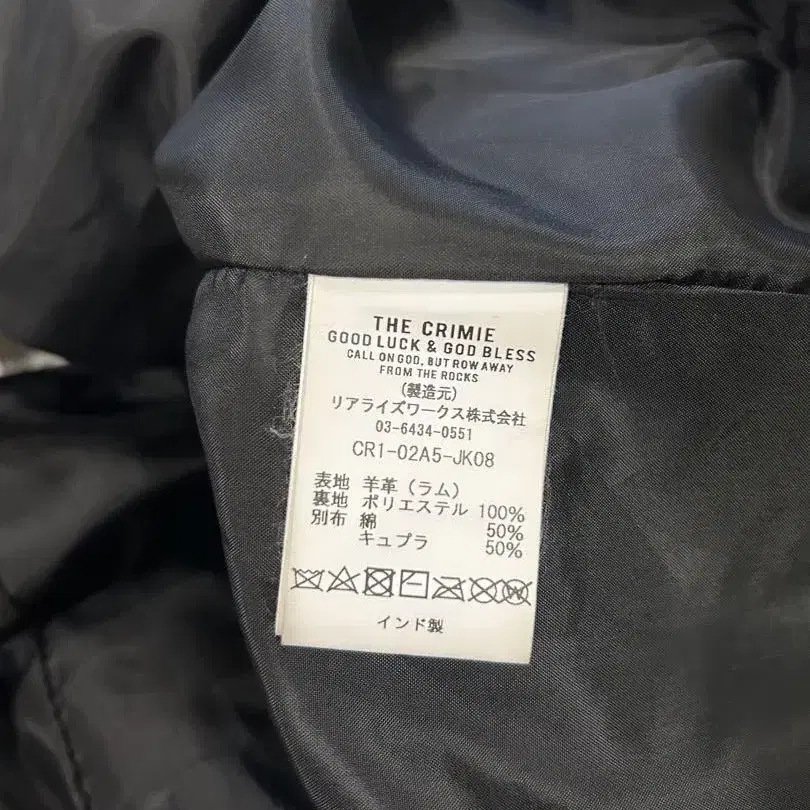 THE CRIMIE
GOOD LUCK & GOD BLESS
CALL ON GOD, BUT ROW AWAY
FROM THE ROCKS
(製造元)
リアライズワークス株式会社
03-6434-0551
CR1-02A5-JK08
表地 羊革(ラム)
裏地 ポリエステル 100%
別布 綿 50%
キュプラ 50%
インド製